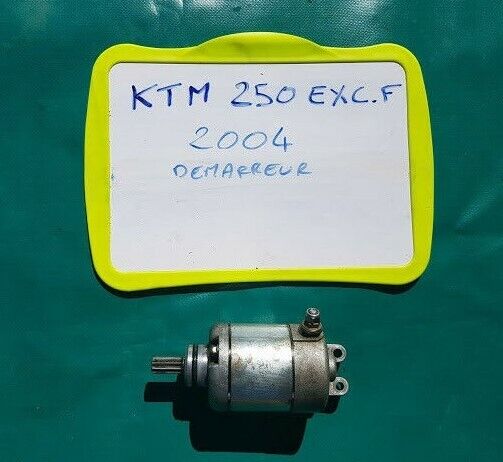 KTM 250 EXC.F
2004
DEMARREUR